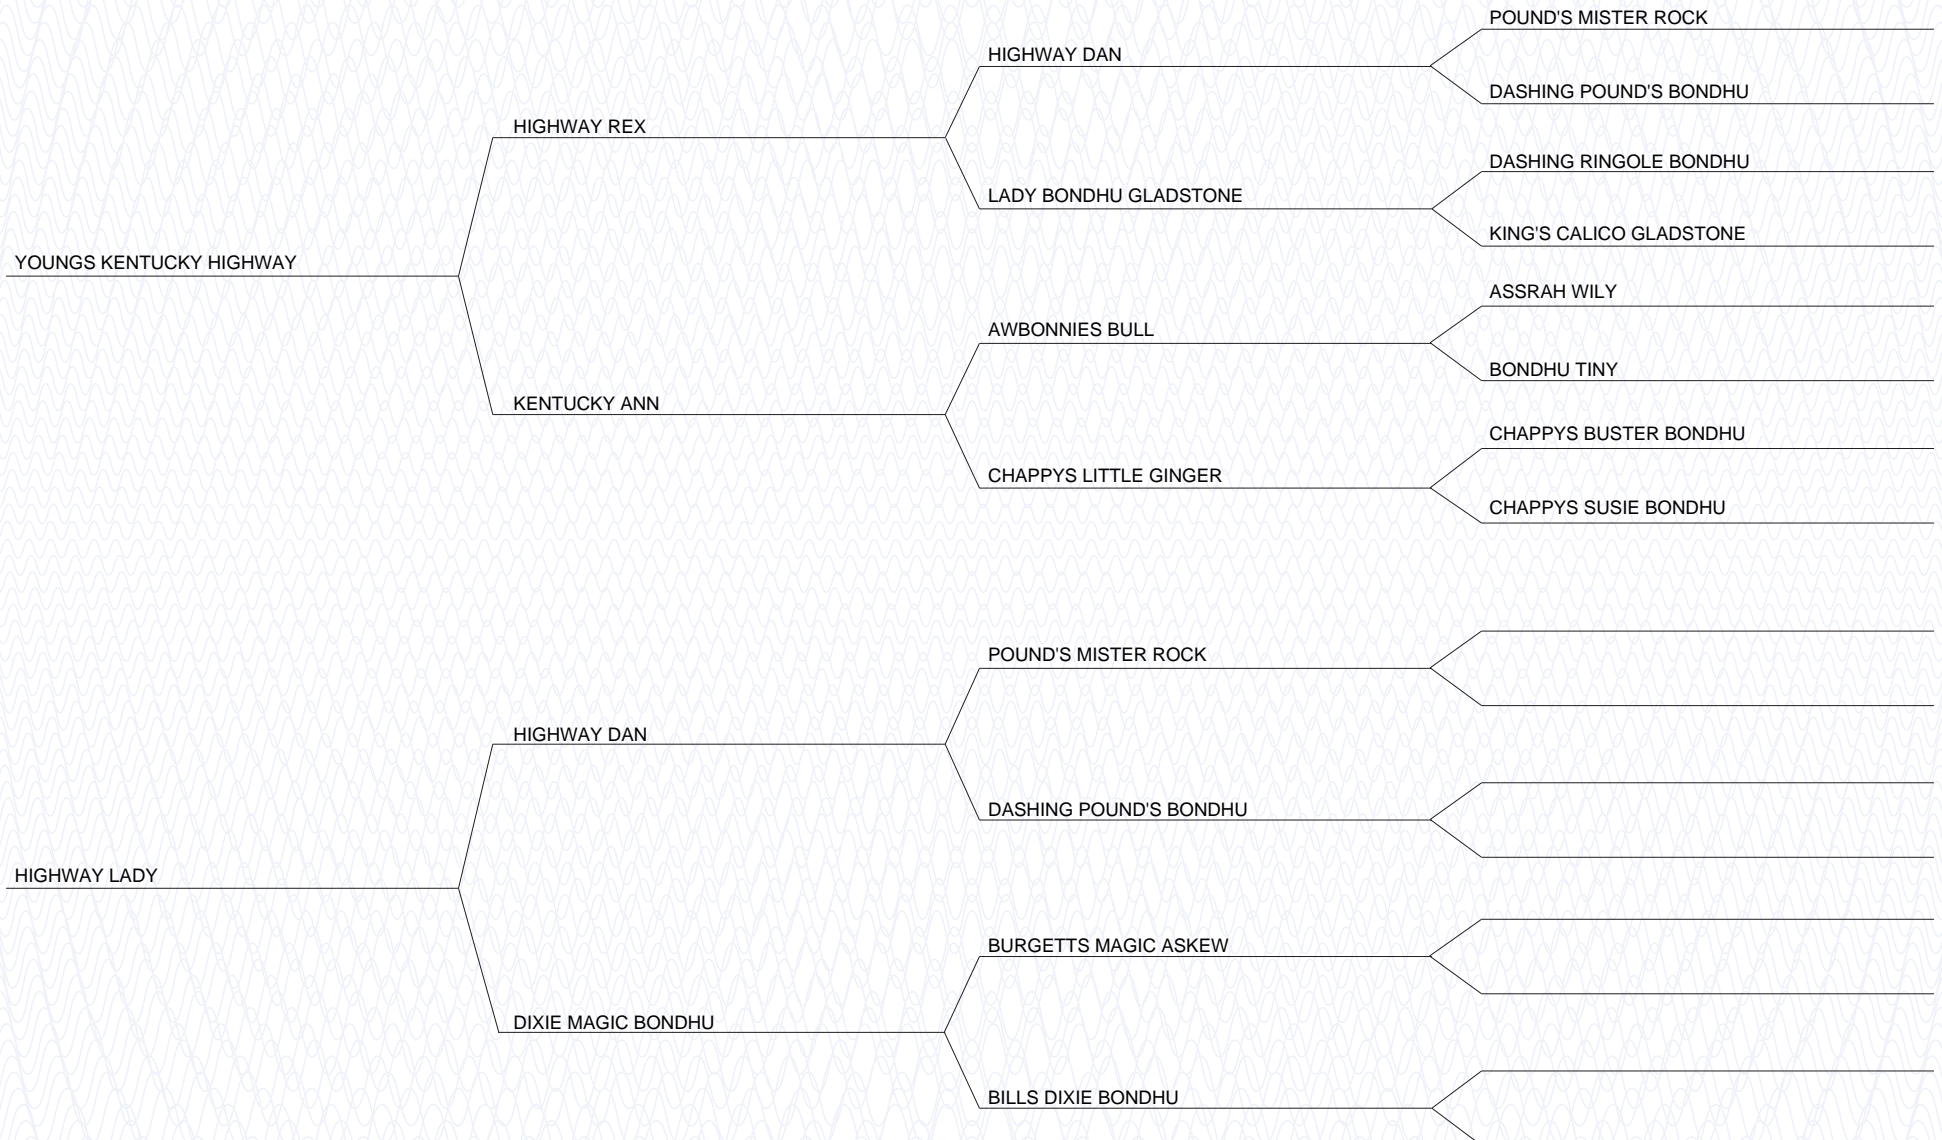 POUND'S MISTER ROCK
HIGHWAY DAN
DASHING POUND'S BONDHU
HIGHWAY REX
DASHING RINGOLE BONDHU
LADY BONDHU GLADSTONE
KING'S CALICO GLADSTONE
YOUNGS KENTUCKY HIGHWAY
ASSRAH WILY
AWBONNIES BULL
BONDHU TINY
KENTUCKY ANN
CHAPPYS BUSTER BONDHU
CHAPPYS LITTLE GINGER
CHAPPYS SUSIE BONDHU
POUND'S MISTER ROCK
HIGHWAY DAN
DASHING POUND'S BONDHU
HIGHWAY LADY
BURGETTS MAGIC ASKEW
DIXIE MAGIC BONDHU
BILLS DIXIE BONDHU